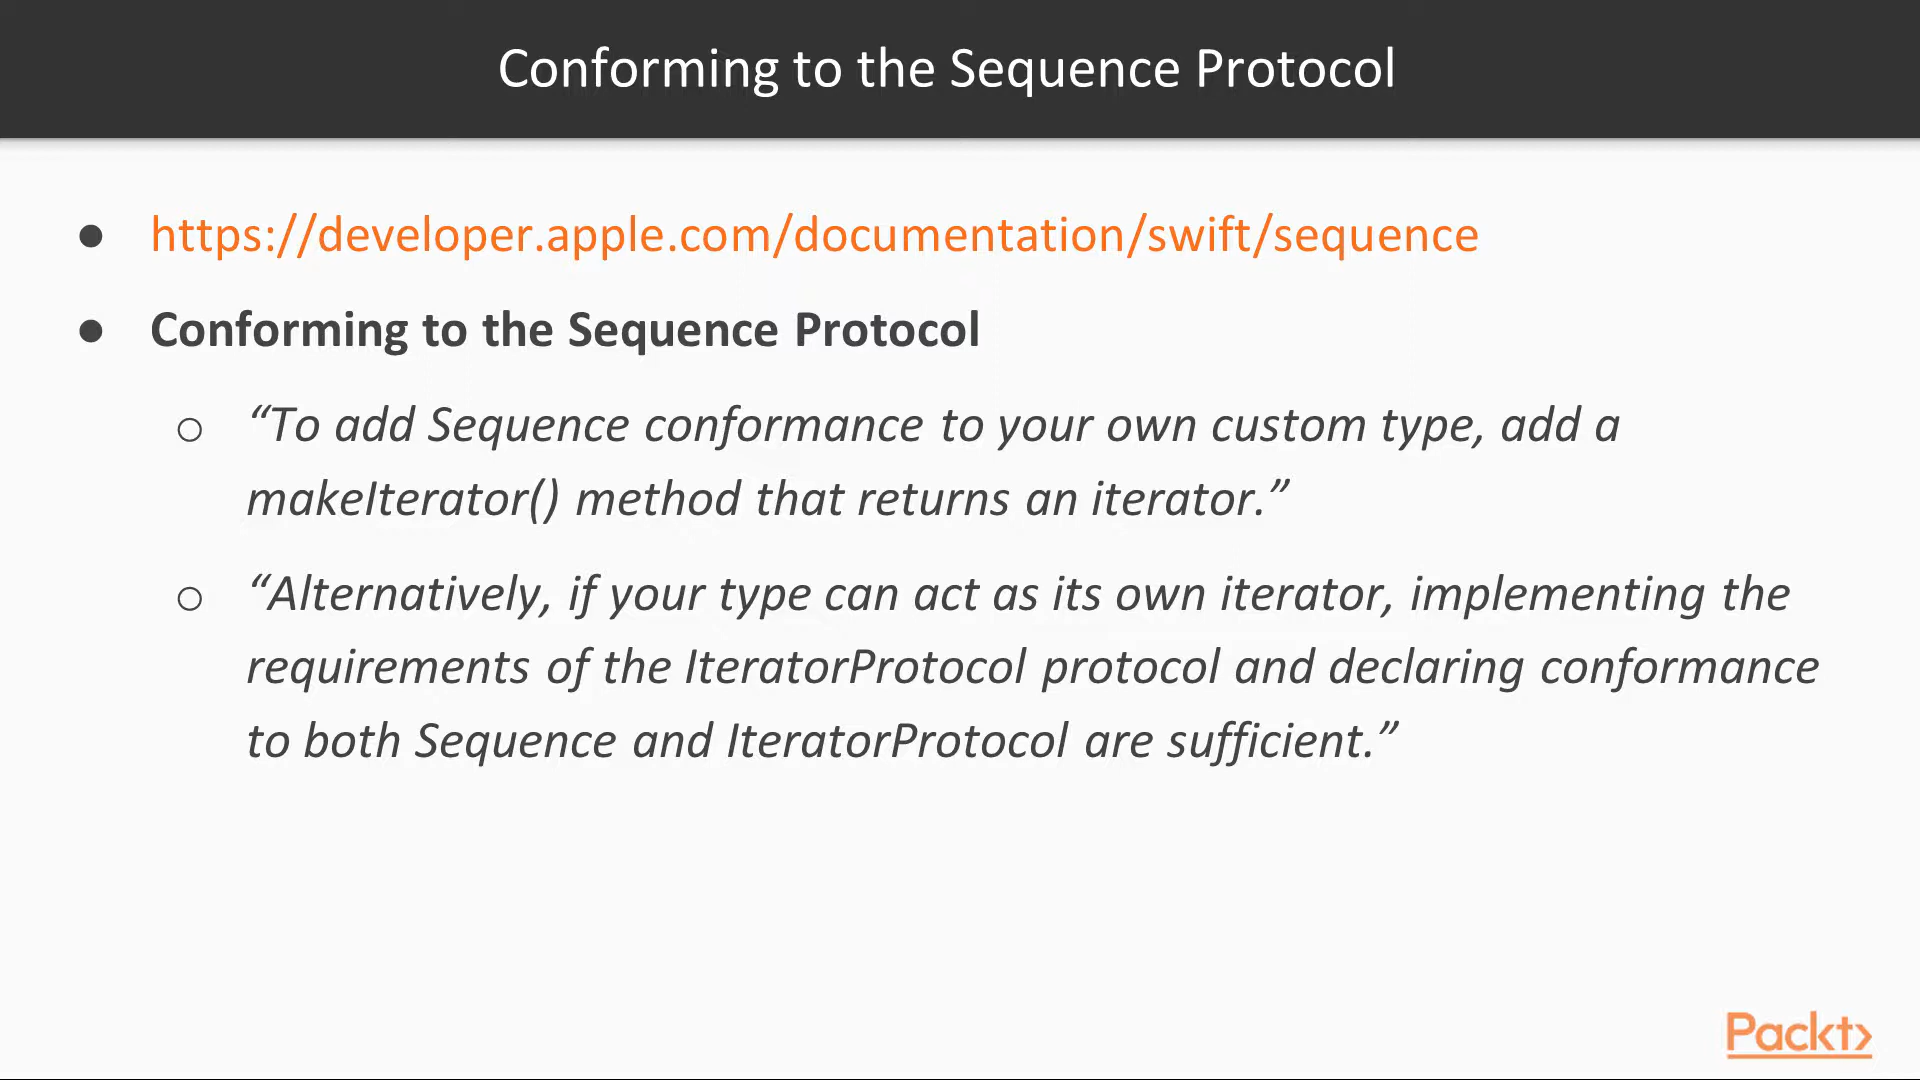 Conforming to the Sequence Protocol
● https://developer.apple.com/documentation/swift/sequence
● Conforming to the Sequence Protocol
○ “To add Sequence conformance to your own custom type, add a
makeIterator() method that returns an iterator.”
○ “Alternatively, if your type can act as its own iterator, implementing the
requirements of the IteratorProtocol protocol and declaring conformance
to both Sequence and IteratorProtocol are sufficient.”
Packt>